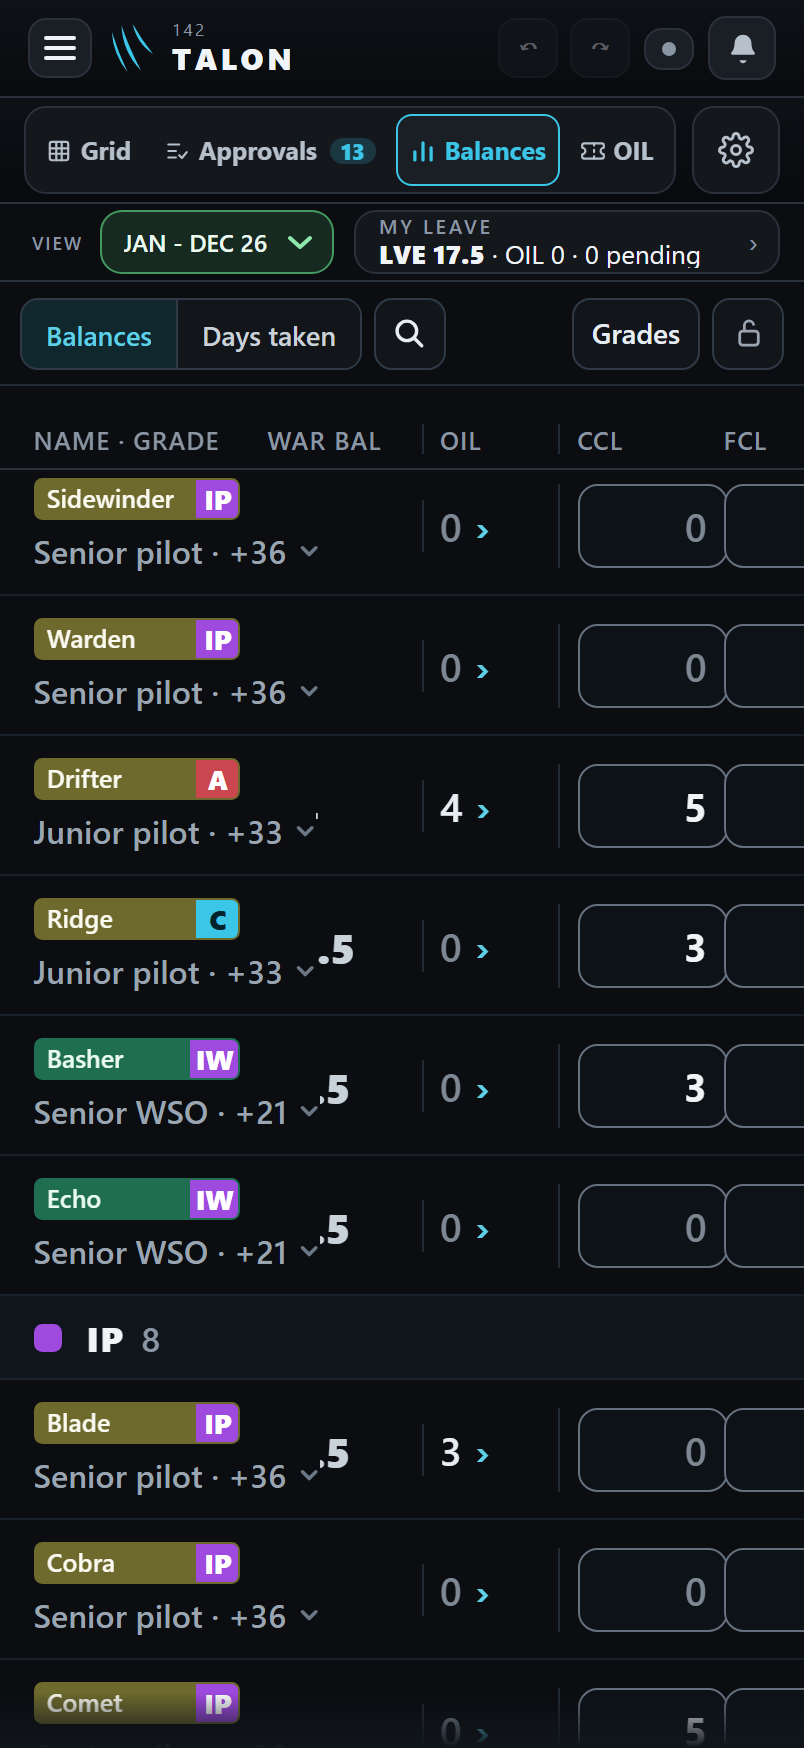 142
TALON
Grid
Approvals 13
Balances
OIL
VIEW
JAN - DEC 26
MY LEAVE
LVE 17.5 · OIL 0 · 0 pending
Balances
Days taken
Grades
NAME · GRADE WAR BAL OIL CCL FCL
Sidewinder IP
Senior pilot · +36
0 › 0
Warden IP
Senior pilot · +36
0 › 0
Drifter A
Junior pilot · +33
4 › 5
Ridge C
Junior pilot · +33
.5 0 › 3
Basher IW
Senior WSO · +21
.5 0 › 3
Echo IW
Senior WSO · +21
.5 0 › 0
IP 8
Blade IP
Senior pilot · +36
.5 3 › 0
Cobra IP
Senior pilot · +36
0 › 0
Comet IP
0 › 5